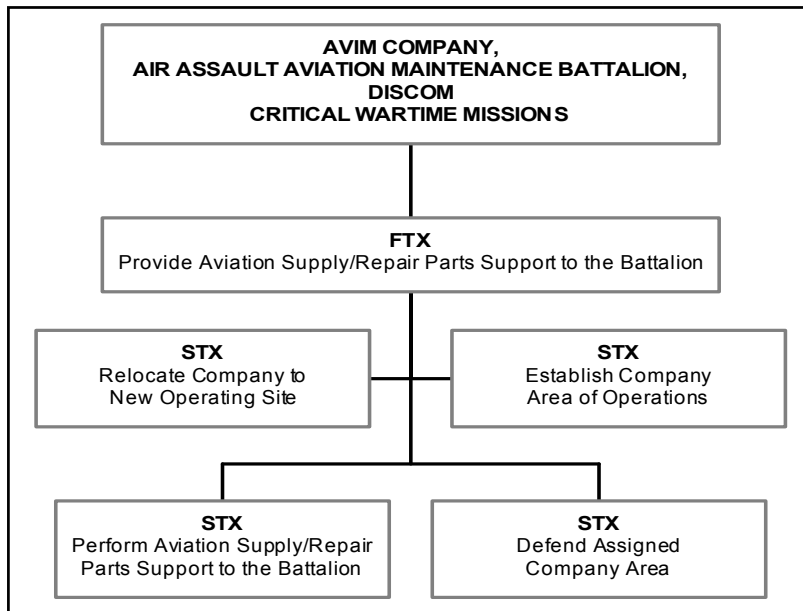 AVIM COMPANY,
AIR ASSAULT AVIATION MAINTENANCE BATTALION,
DISCOM
CRITICAL WARTIME MISSIONS
FTX
Provide Aviation Supply/Repair Parts Support to the Battalion
STX
Relocate Company to
New Operating Site
STX
Establish Company
Area of Operations
STX
Perform Aviation Supply/Repair
Parts Support to the Battalion
STX
Defend Assigned
Company Area